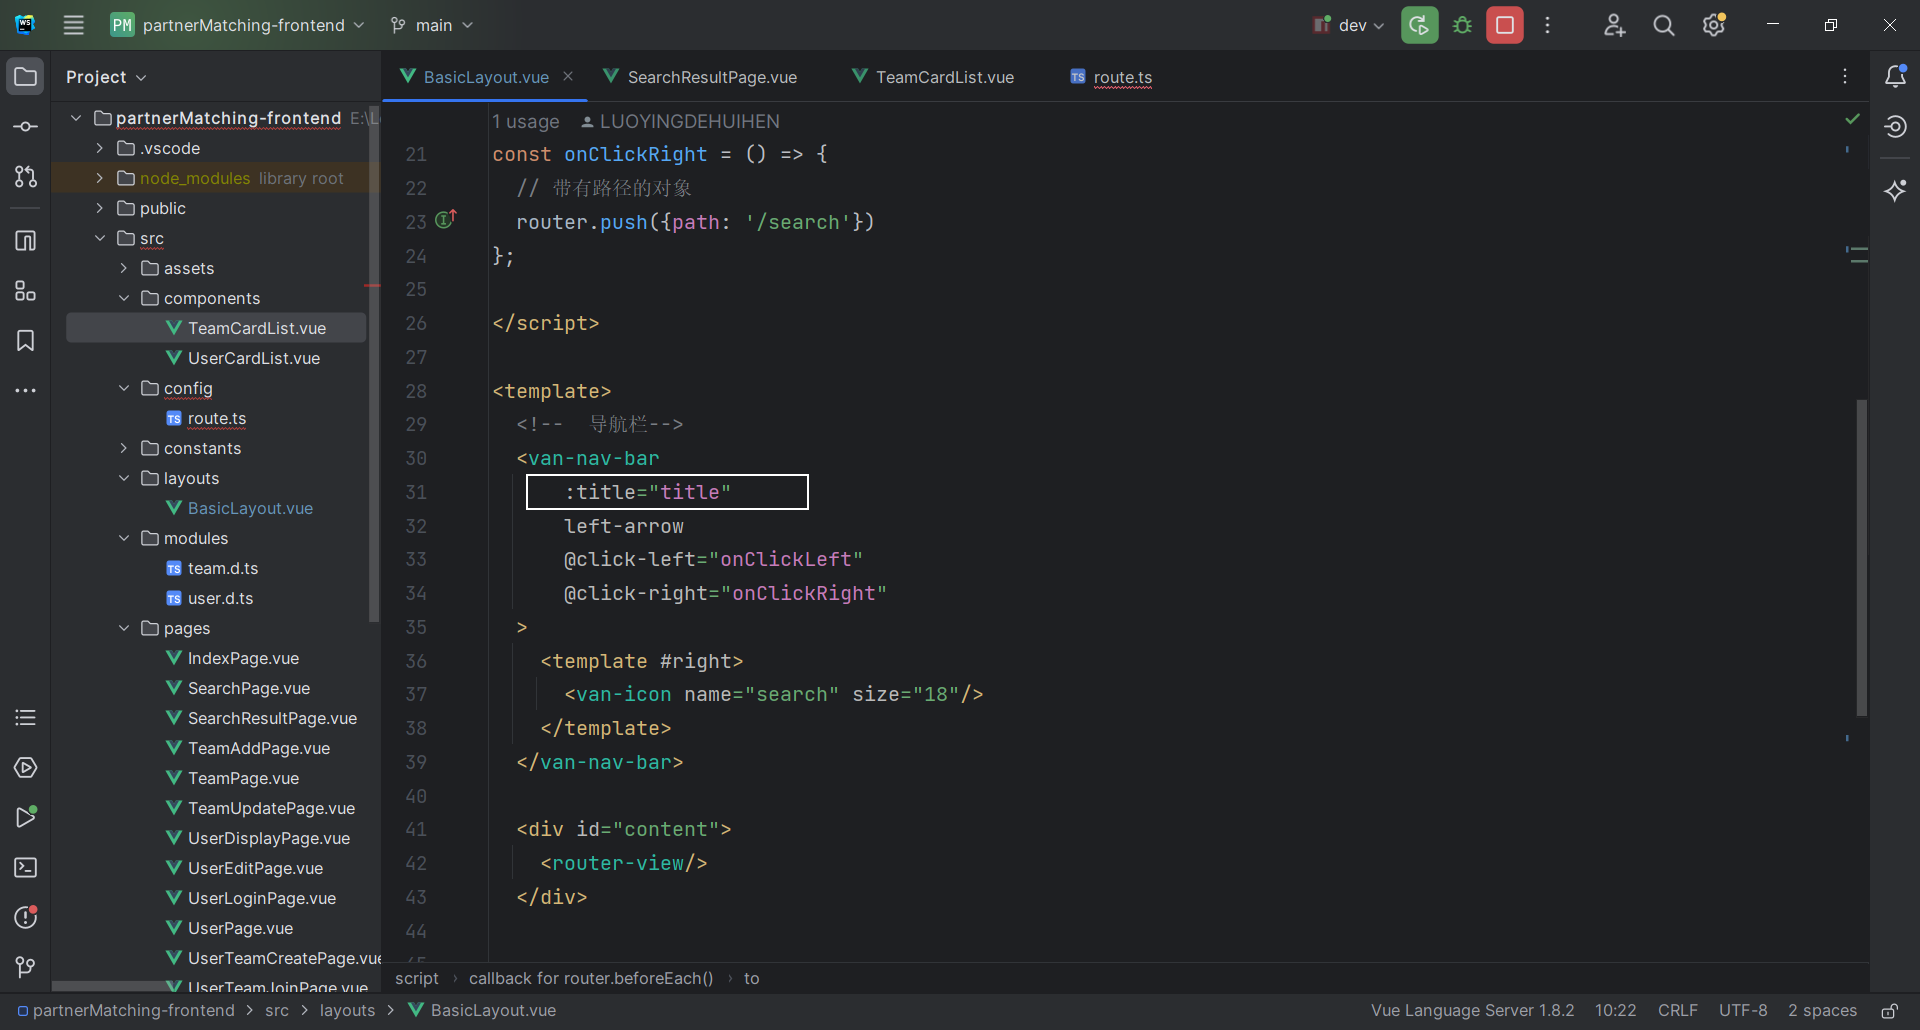 PM partnerMatching-frontend main dev
Project
BasicLayout.vue SearchResultPage.vue TeamCardList.vue TS route.ts
partnerMatching-frontend E:\L
.vscode
node_modules library root
public
src
assets
components
TeamCardList.vue
UserCardList.vue
config
TS route.ts
constants
layouts
BasicLayout.vue
modules
TS team.d.ts
TS user.d.ts
pages
IndexPage.vue
SearchPage.vue
SearchResultPage.vue
TeamAddPage.vue
TeamPage.vue
TeamUpdatePage.vue
UserDisplayPage.vue
UserEditPage.vue
UserLoginPage.vue
UserPage.vue
UserTeamCreatePage.vue
UserTeamJoinPage.vue
1 usage LUOYINGDEHUIHEN
21 const onClickRight = () => {
22 // 带有路径的对象
23 router.push({path: '/search'})
24 };
25
26 </script>
27
28 <template>
29 <!-- 导航栏-->
30 <van-nav-bar
31 :title="title"
32 left-arrow
33 @click-left="onClickLeft"
34 @click-right="onClickRight"
35 >
36 <template #right>
37 <van-icon name="search" size="18"/>
38 </template>
39 </van-nav-bar>
40
41 <div id="content">
42 <router-view/>
43 </div>
44
script › callback for router.beforeEach() › to
partnerMatching-frontend > src > layouts > BasicLayout.vue
Vue Language Server 1.8.2 10:22 CRLF UTF-8 2 spaces